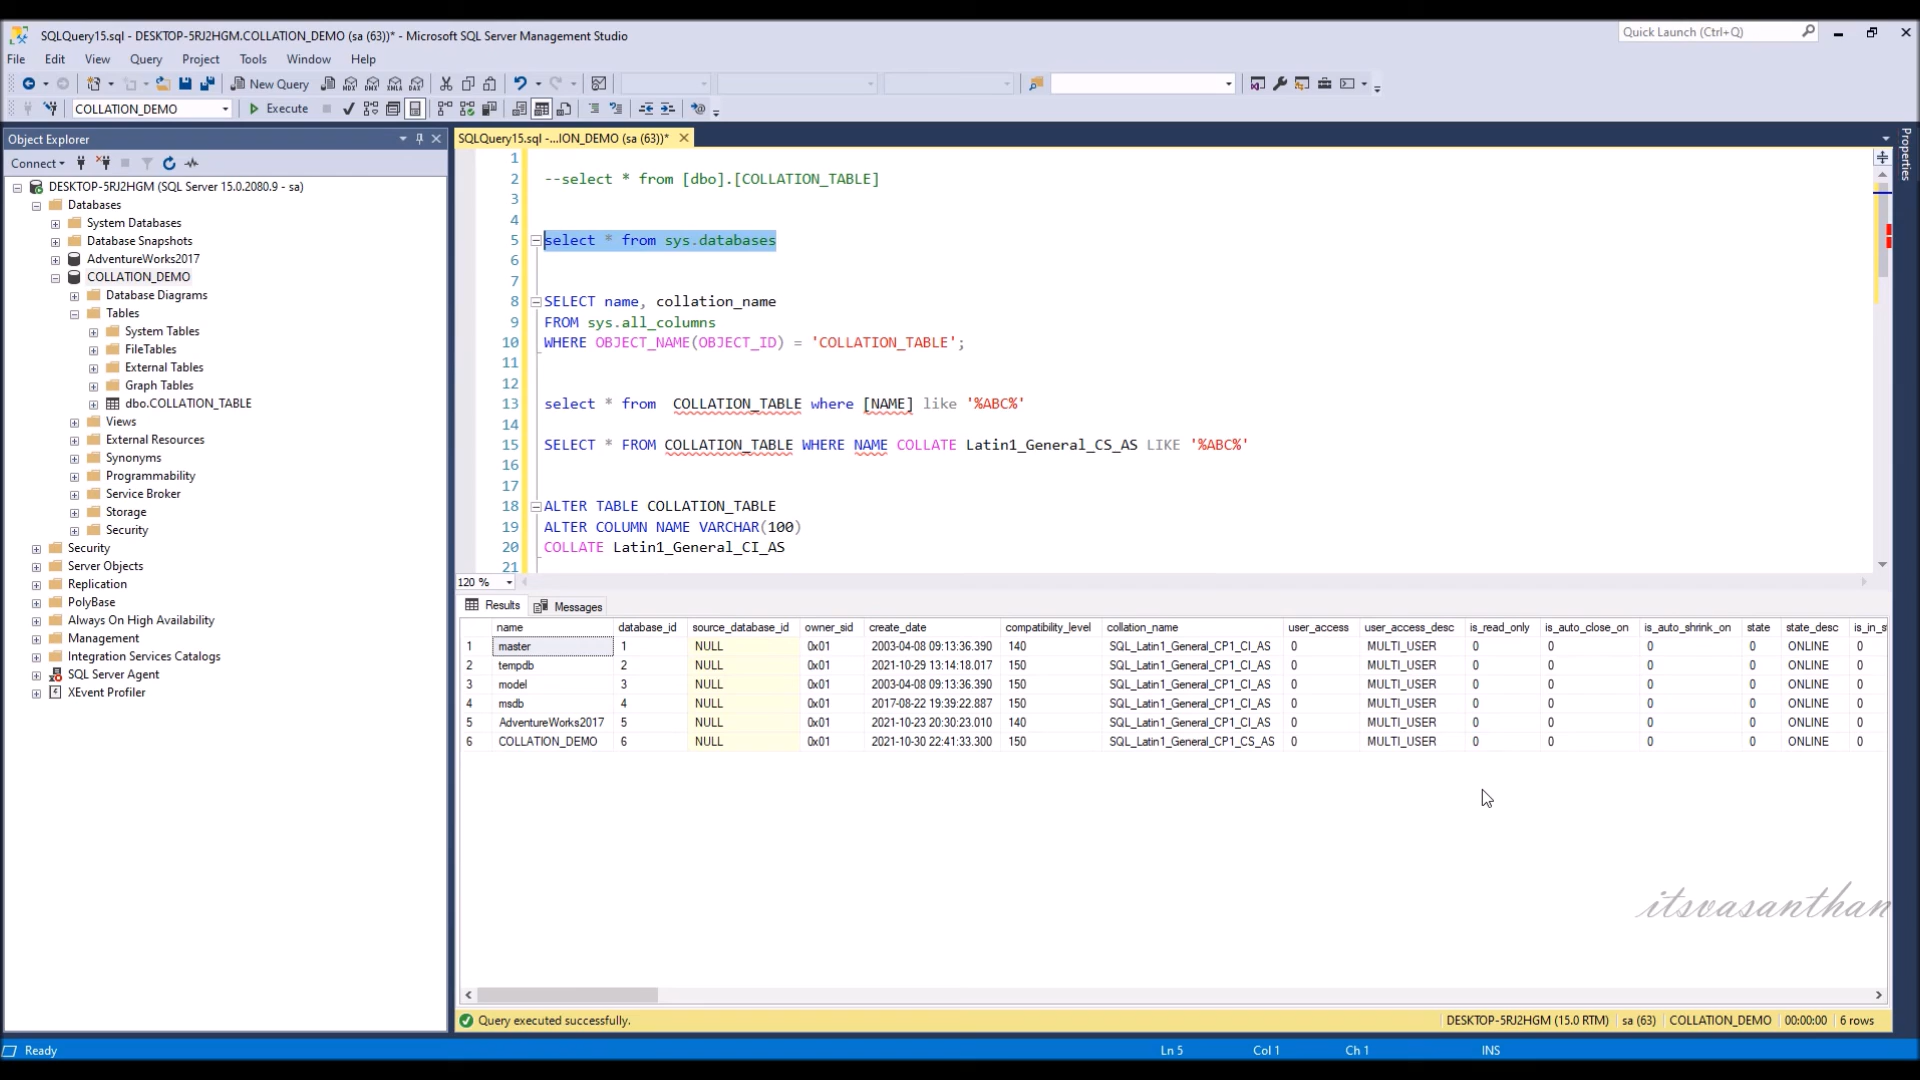 SQLQuery15.sql - DESKTOP-5RJ2HGM.COLLATION_DEMO (sa (63))* - Microsoft SQL Server Management Studio
Quick Launch (Ctrl+Q)
File Edit View Query Project Tools Window Help
New Query
COLLATION_DEMO Execute
Object Explorer
Connect
DESKTOP-5RJ2HGM (SQL Server 15.0.2080.9 - sa)
Databases
System Databases
Database Snapshots
AdventureWorks2017
COLLATION_DEMO
Database Diagrams
Tables
System Tables
FileTables
External Tables
Graph Tables
dbo.COLLATION_TABLE
Views
External Resources
Synonyms
Programmability
Service Broker
Storage
Security
Security
Server Objects
Replication
PolyBase
Always On High Availability
Management
Integration Services Catalogs
SQL Server Agent
XEvent Profiler
SQLQuery15.sql -...ION_DEMO (sa (63))*
Properties
1
2 --select * from [dbo].[COLLATION_TABLE]
3
4
5 select * from sys.databases
6
7
8 SELECT name, collation_name
9 FROM sys.all_columns
10 WHERE OBJECT_NAME(OBJECT_ID) = 'COLLATION_TABLE';
11
12
13 select * from COLLATION_TABLE where [NAME] like '%ABC%'
14
15 SELECT * FROM COLLATION_TABLE WHERE NAME COLLATE Latin1_General_CS_AS LIKE '%ABC%'
16
17
18 ALTER TABLE COLLATION_TABLE
19 ALTER COLUMN NAME VARCHAR(100)
20 COLLATE Latin1_General_CI_AS
21
120 %
Results Messages
name database_id source_database_id owner_sid create_date compatibility_level collation_name user_access user_access_desc is_read_only is_auto_close_on is_auto_shrink_on state state_desc is_in_s
1 master 1 NULL 0x01 2003-04-08 09:13:36.390 140 SQL_Latin1_General_CP1_CI_AS 0 MULTI_USER 0 0 0 0 ONLINE 0
2 tempdb 2 NULL 0x01 2021-10-29 13:14:18.017 150 SQL_Latin1_General_CP1_CI_AS 0 MULTI_USER 0 0 0 0 ONLINE 0
3 model 3 NULL 0x01 2003-04-08 09:13:36.390 150 SQL_Latin1_General_CP1_CI_AS 0 MULTI_USER 0 0 0 0 ONLINE 0
4 msdb 4 NULL 0x01 2017-08-22 19:39:22.887 150 SQL_Latin1_General_CP1_CI_AS 0 MULTI_USER 0 0 0 0 ONLINE 0
5 AdventureWorks2017 5 NULL 0x01 2021-10-23 20:30:23.010 140 SQL_Latin1_General_CP1_CI_AS 0 MULTI_USER 0 0 0 0 ONLINE 0
6 COLLATION_DEMO 6 NULL 0x01 2021-10-30 22:41:33.300 150 SQL_Latin1_General_CP1_CS_AS 0 MULTI_USER 0 0 0 0 ONLINE 0
itsvasanthan
Query executed successfully. DESKTOP-5RJ2HGM (15.0 RTM) sa (63) COLLATION_DEMO 00:00:00 6 rows
Ready Ln 5 Col 1 Ch 1 INS